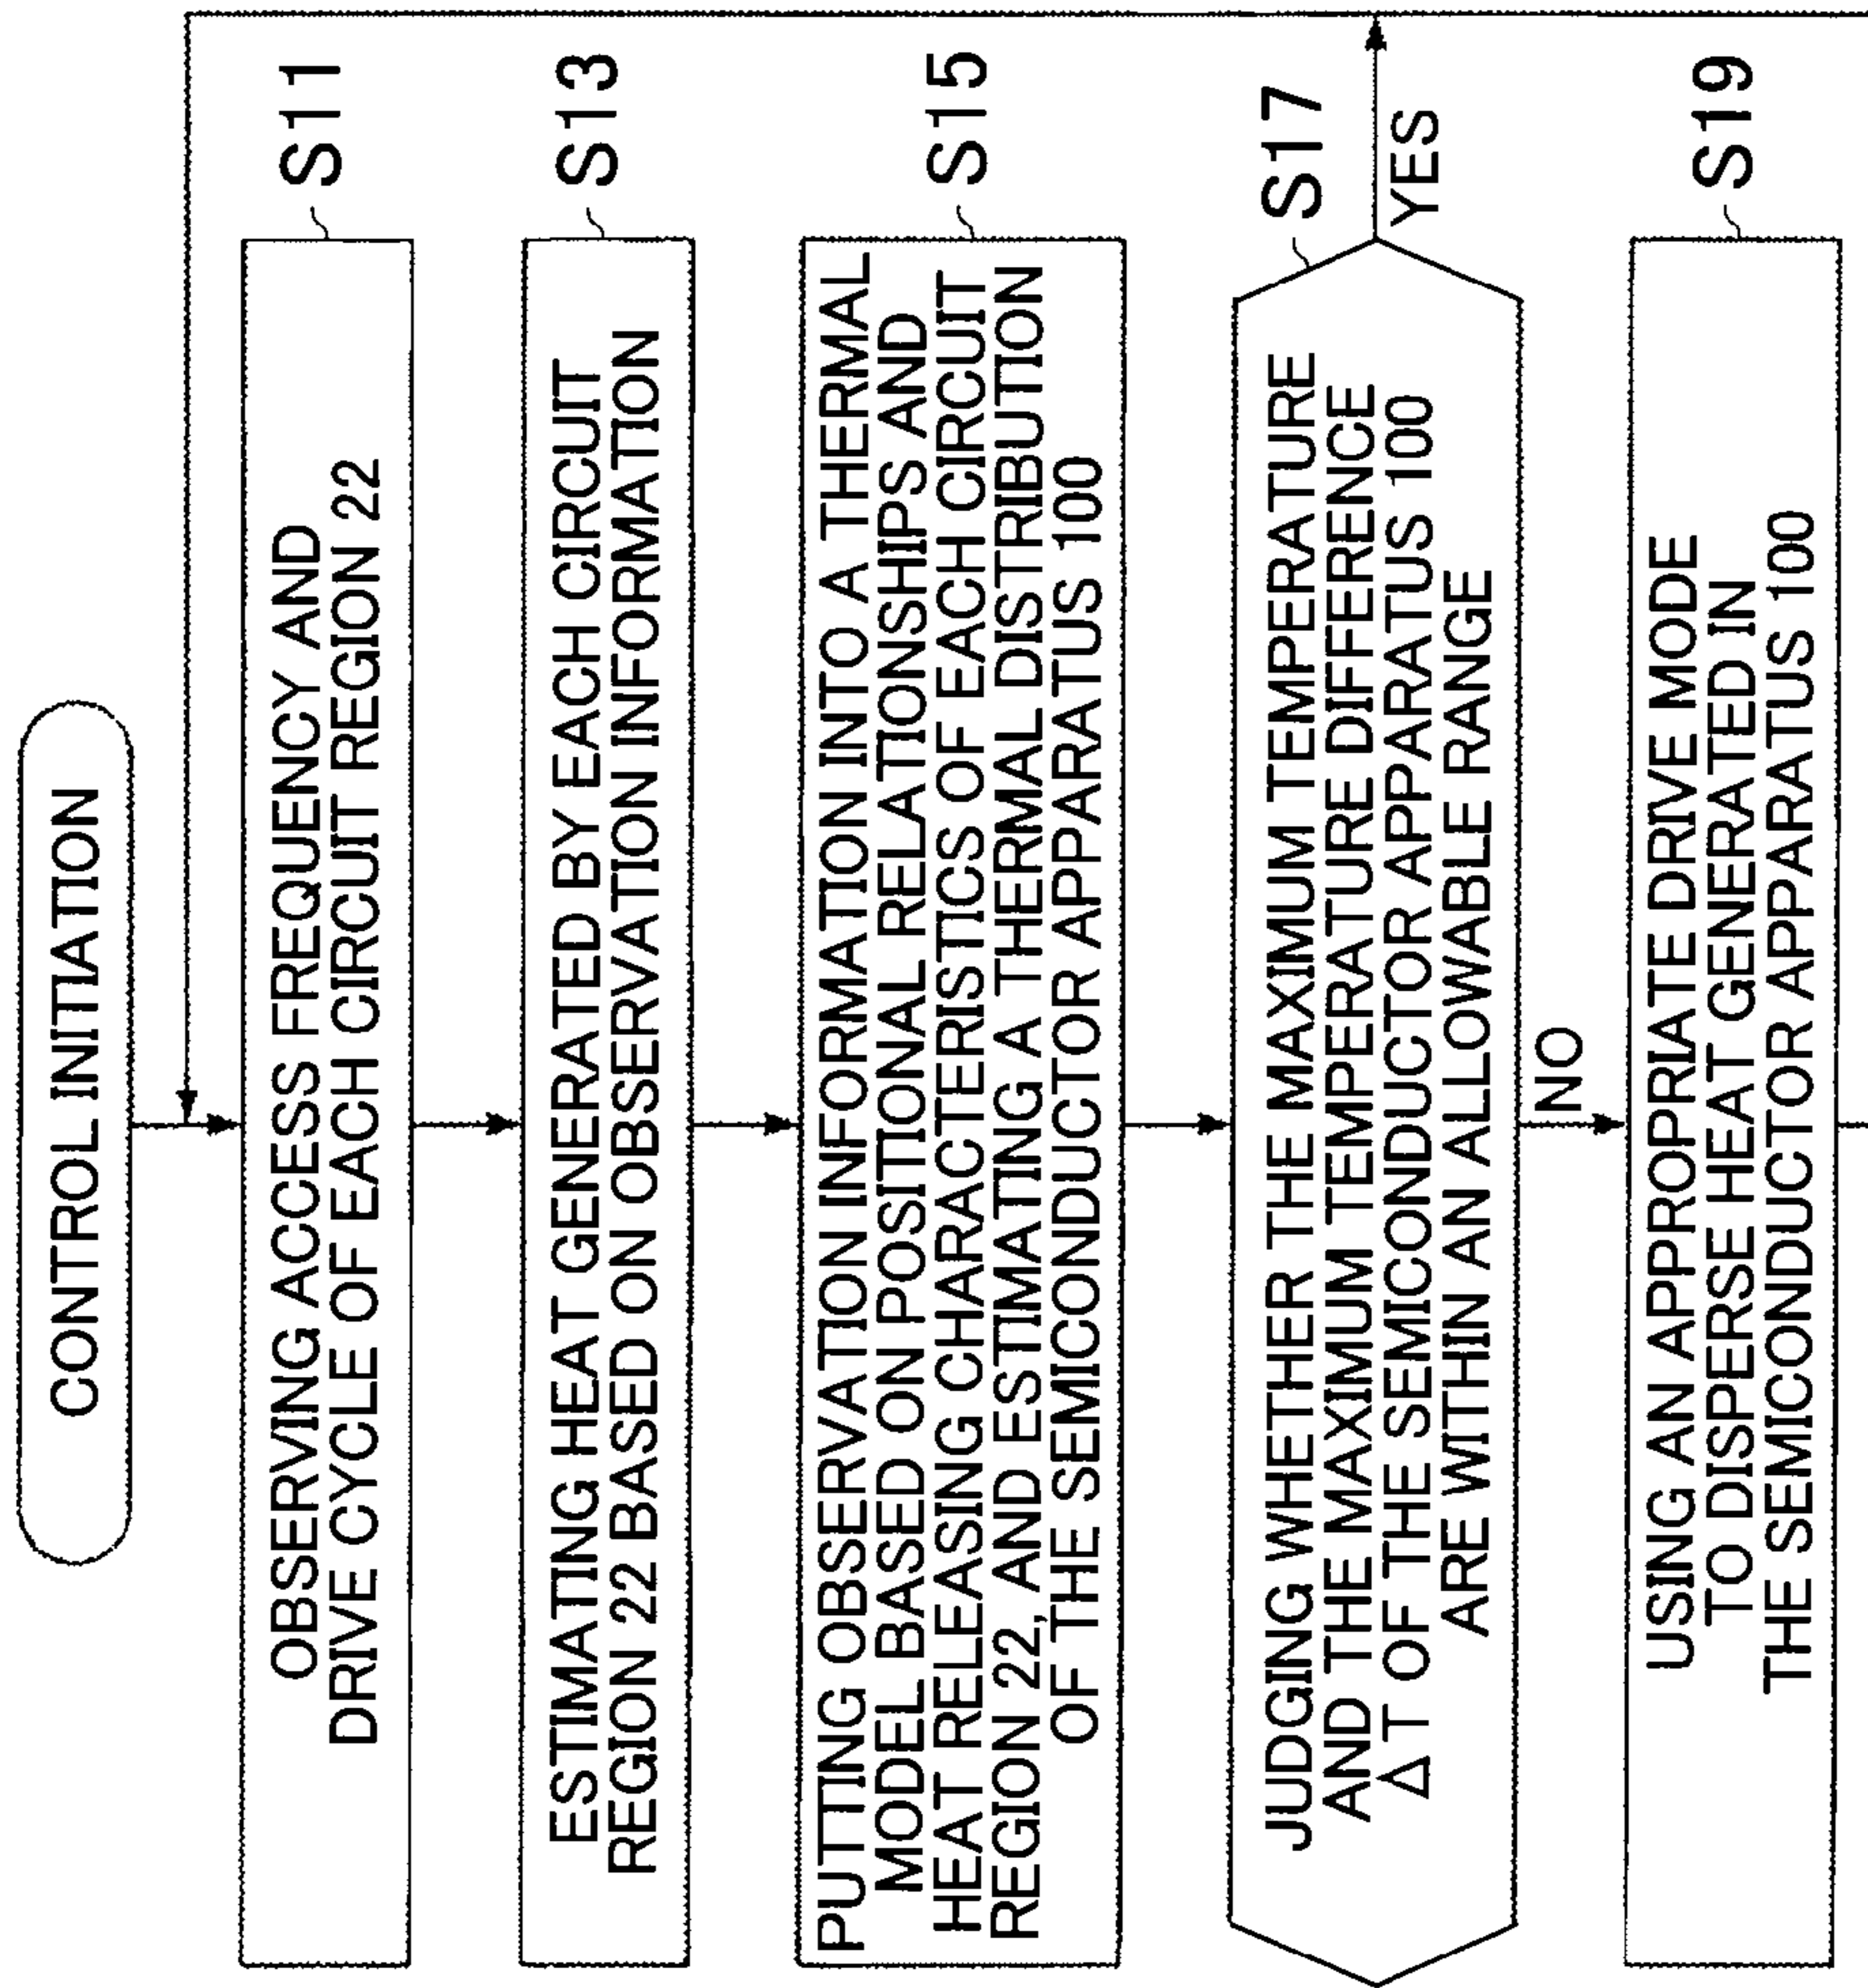 CONTROL INITIATION
OBSERVING ACCESS FREQUENCY AND
DRIVE CYCLE OF EACH CIRCUIT REGION 22
S11
ESTIMATING HEAT GENERATED BY EACH CIRCUIT
REGION 22 BASED ON OBSERVATION INFORMATION
S13
PUTTING OBSERVATION INFORMATION INTO A THERMAL
MODEL BASED ON POSITIONAL RELATIONSHIPS AND
HEAT RELEASING CHARACTERISTICS OF EACH CIRCUIT
REGION 22, AND ESTIMATING A THERMAL DISTRIBUTION
OF THE SEMICONDUCTOR APPARATUS 100
S15
JUDGING WHETHER THE MAXIMUM TEMPERATURE
AND THE MAXIMUM TEMPERATURE DIFFERENCE
Δ T OF THE SEMICONDUCTOR APPARATUS 100
ARE WITHIN AN ALLOWABLE RANGE
S17
YES
NO
USING AN APPROPRIATE DRIVE MODE
TO DISPERSE HEAT GENERATED IN
THE SEMICONDUCTOR APPARATUS 100
S19